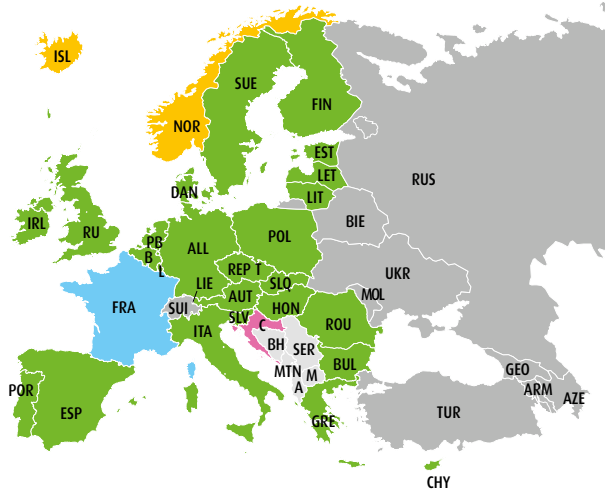 ISL
SUE
FIN
NOR
EST
LET
RUS
DAN
LIT
IRL
RU
PB
B
L
ALL
POL
BIE
REP T
SLQ
UKR
MOL
LIE
AUT
HON
FRA
SUI
SLV
C
ITA
ROU
BH
SER
MTN
M
A
BUL
GEO
ARM
AZE
POR
ESP
GRE
TUR
CHY